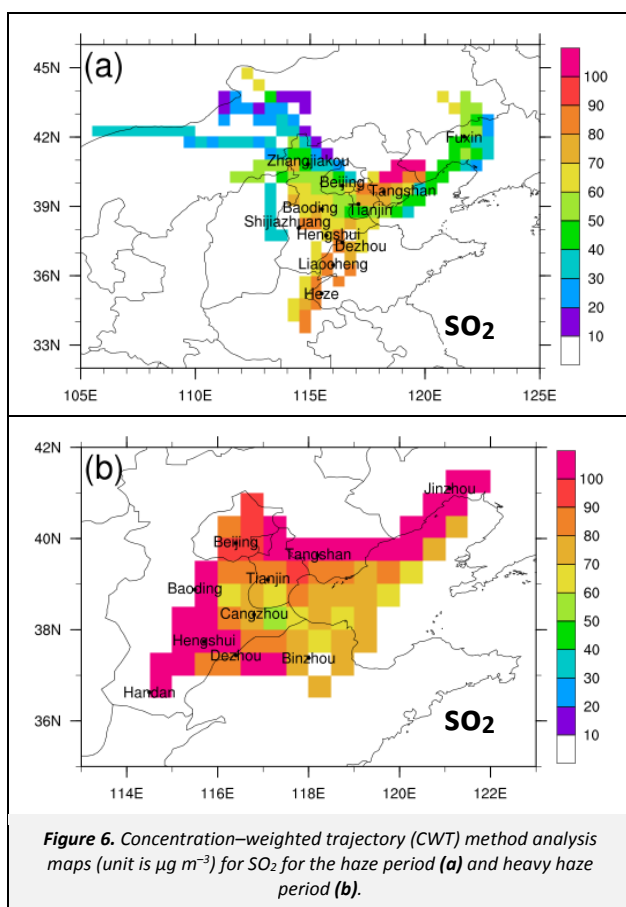 (a)
45N
42N
39N
36N
33N
105E 110E 115E 120E 125E
Fuxin
Zhangjiakou
Beijing
Tangshan
Baoding
Tianjin
Shijiazhuang
Hengshui
Dezhou
Liaocheng
Heze
SO₂
100
90
80
70
60
50
40
30
20
10
(b)
42N
40N
38N
36N
114E 116E 118E 120E 122E
Jinzhou
Beijing
Tangshan
Baoding
Tianjin
Cangzhou
Hengshui
Dezhou
Binzhou
Handan
SO₂
100
90
80
70
60
50
40
30
20
10
Figure 6. Concentration–weighted trajectory (CWT) method analysis
maps (unit is µg m⁻³) for SO₂ for the haze period (a) and heavy haze
period (b).